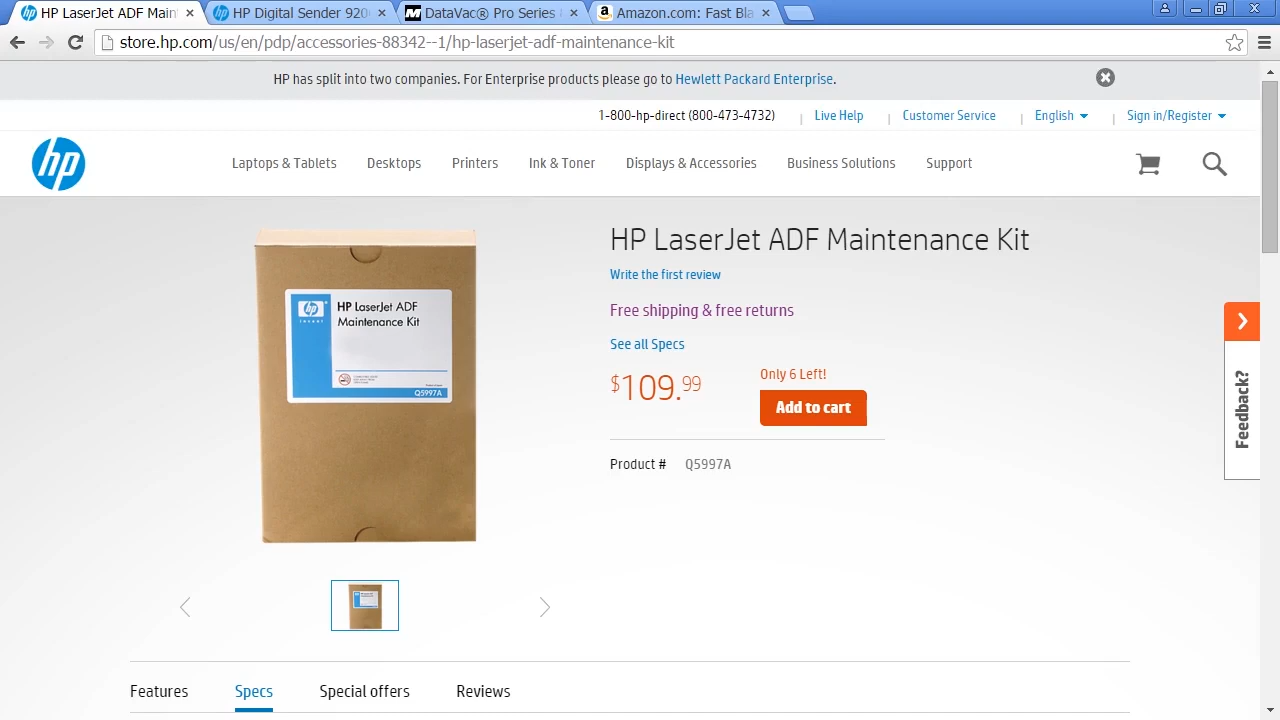 HP LaserJet ADF Main
HP Digital Sender 920
DataVac® Pro Series
Amazon.com: Fast Bla
store.hp.com/us/en/pdp/accessories-88342--1/hp-laserjet-adf-maintenance-kit
HP has split into two companies. For Enterprise products please go to Hewlett Packard Enterprise.
1-800-hp-direct (800-473-4732) | Live Help | Customer Service | English | Sign in/Register
hp
Laptops & Tablets Desktops Printers Ink & Toner Displays & Accessories Business Solutions Support
HP LaserJet ADF Maintenance Kit
Write the first review
Free shipping & free returns
See all Specs
$109.99
Only 6 Left!
Add to cart
Product # Q5997A
hp
invent
HP LaserJet ADF
Maintenance Kit
Q5997A
Feedback?
Features Specs Special offers Reviews